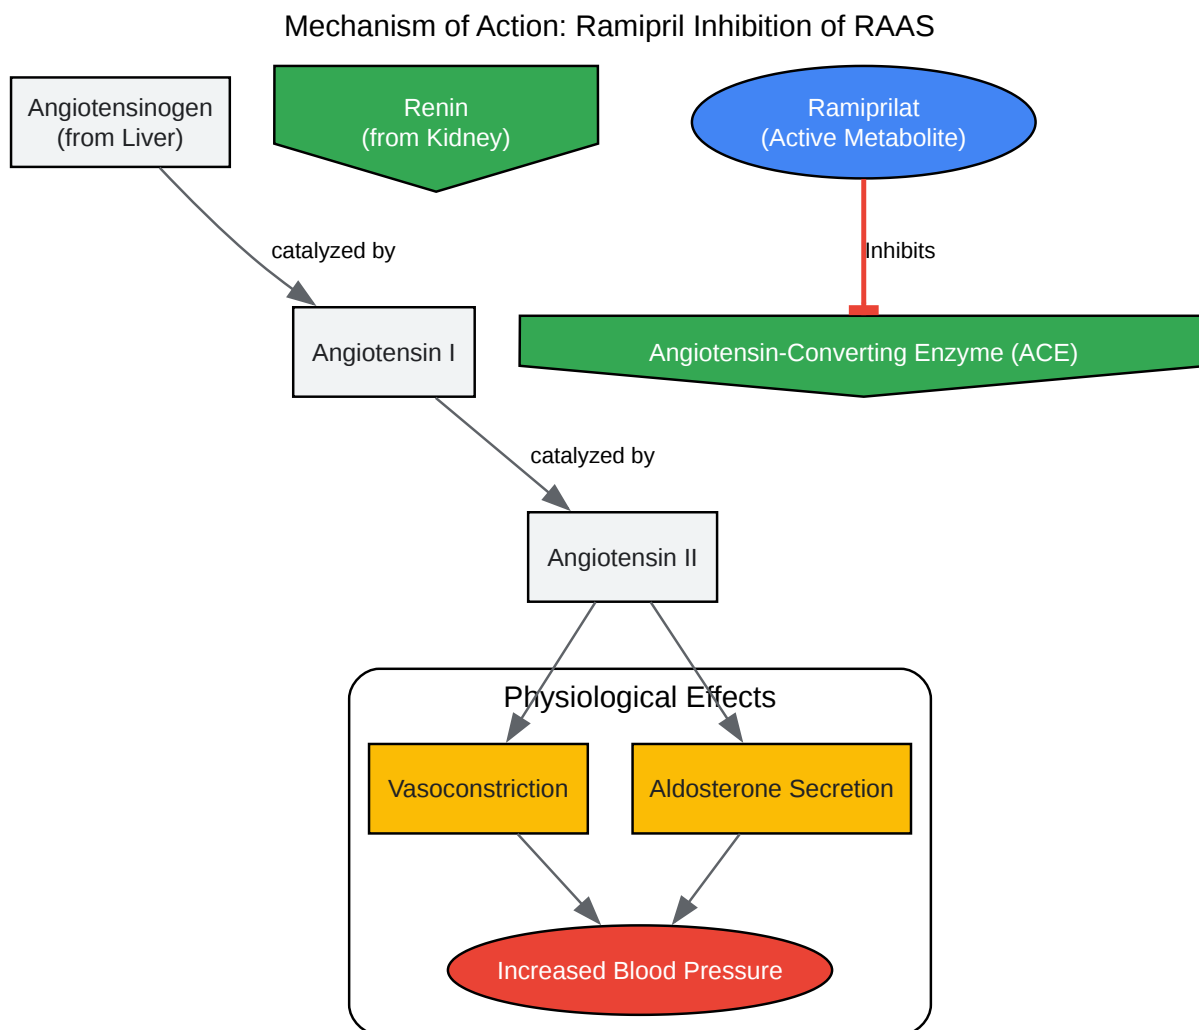 Mechanism of Action: Ramipril Inhibition of RAAS
Angiotensinogen
(from Liver)
Renin
(from Kidney)
Ramiprilat
(Active Metabolite)
catalyzed by
Inhibits
Angiotensin I
Angiotensin-Converting Enzyme (ACE)
catalyzed by
Angiotensin II
Physiological Effects
Vasoconstriction
Aldosterone Secretion
Increased Blood Pressure